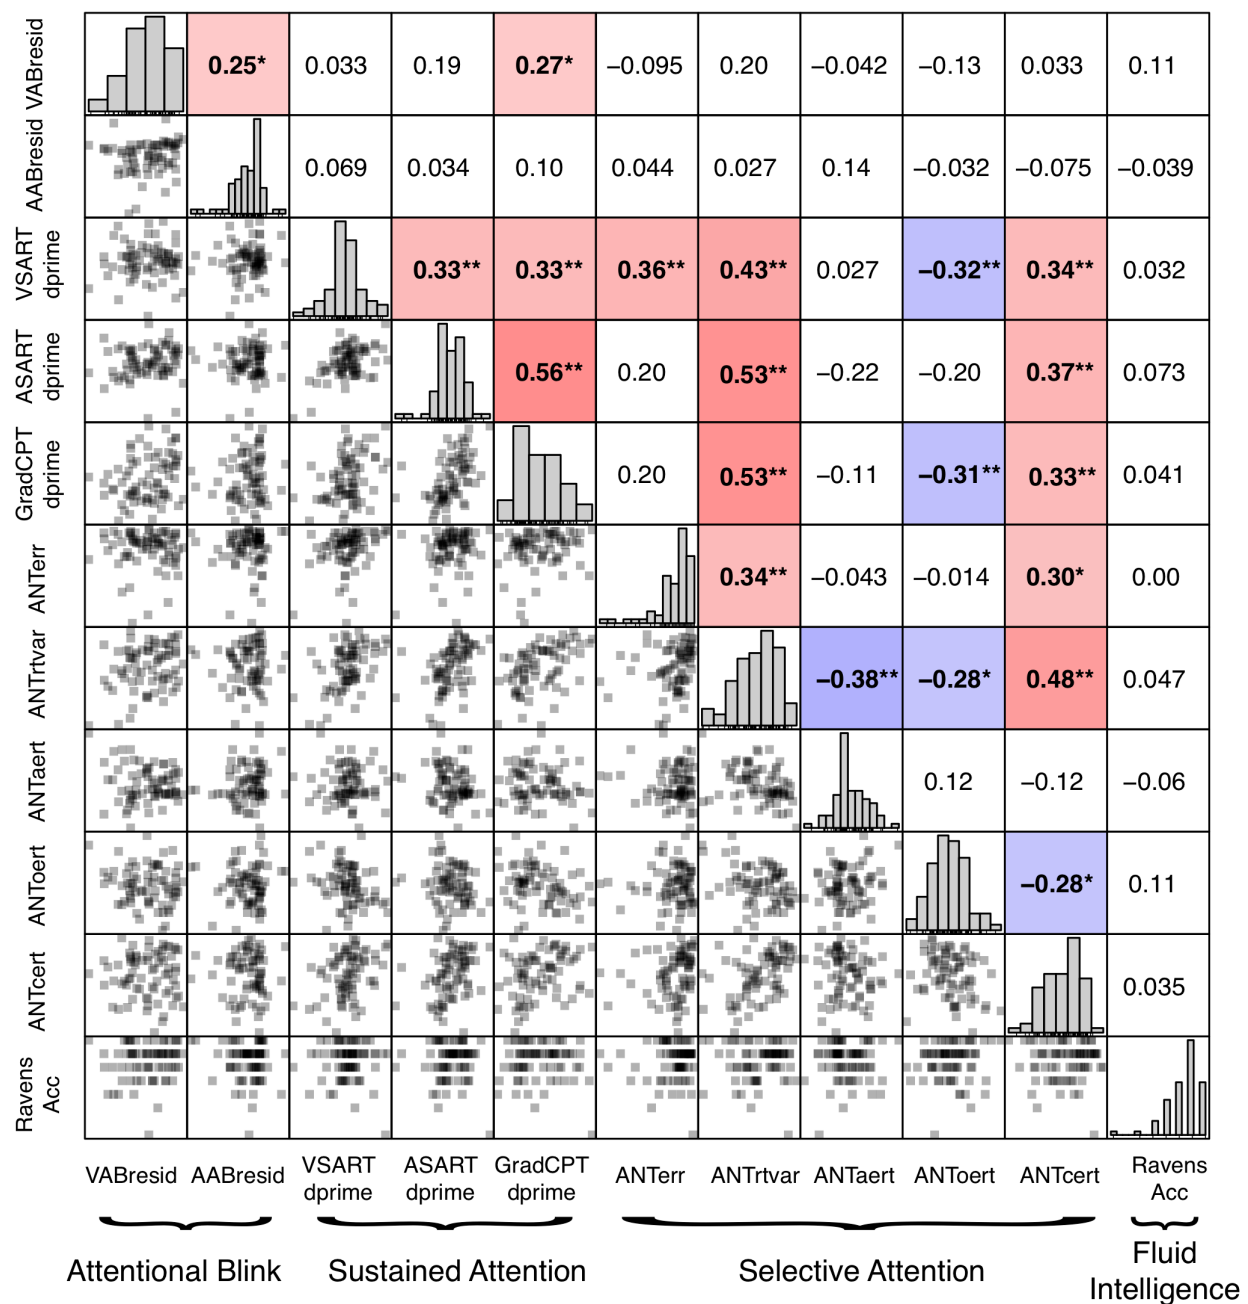 VABresid 0.25* 0.033 0.19 0.27* −0.095 0.20 −0.042 −0.13 0.033 0.11
AABresid 0.069 0.034 0.10 0.044 0.027 0.14 −0.032 −0.075 −0.039
VSART
dprime
0.33** 0.33** 0.36** 0.43** 0.027 −0.32** 0.34** 0.032
ASART
dprime
0.56** 0.20 0.53** −0.22 −0.20 0.37** 0.073
GradCPT
dprime
0.20 0.53** −0.11 −0.31** 0.33** 0.041
ANTerr 0.34** −0.043 −0.014 0.30* 0.00
ANTrtvar −0.38** −0.28* 0.48** 0.047
ANTaert 0.12 −0.12 −0.06
ANToert −0.28* 0.11
ANTcert 0.035
Ravens
Acc
VABresid AABresid VSART ASART GradCPT ANTerr ANTrtvar ANTaert ANToert ANTcert Ravens
dprime dprime dprime Acc
Attentional Blink Sustained Attention Selective Attention Fluid
Intelligence